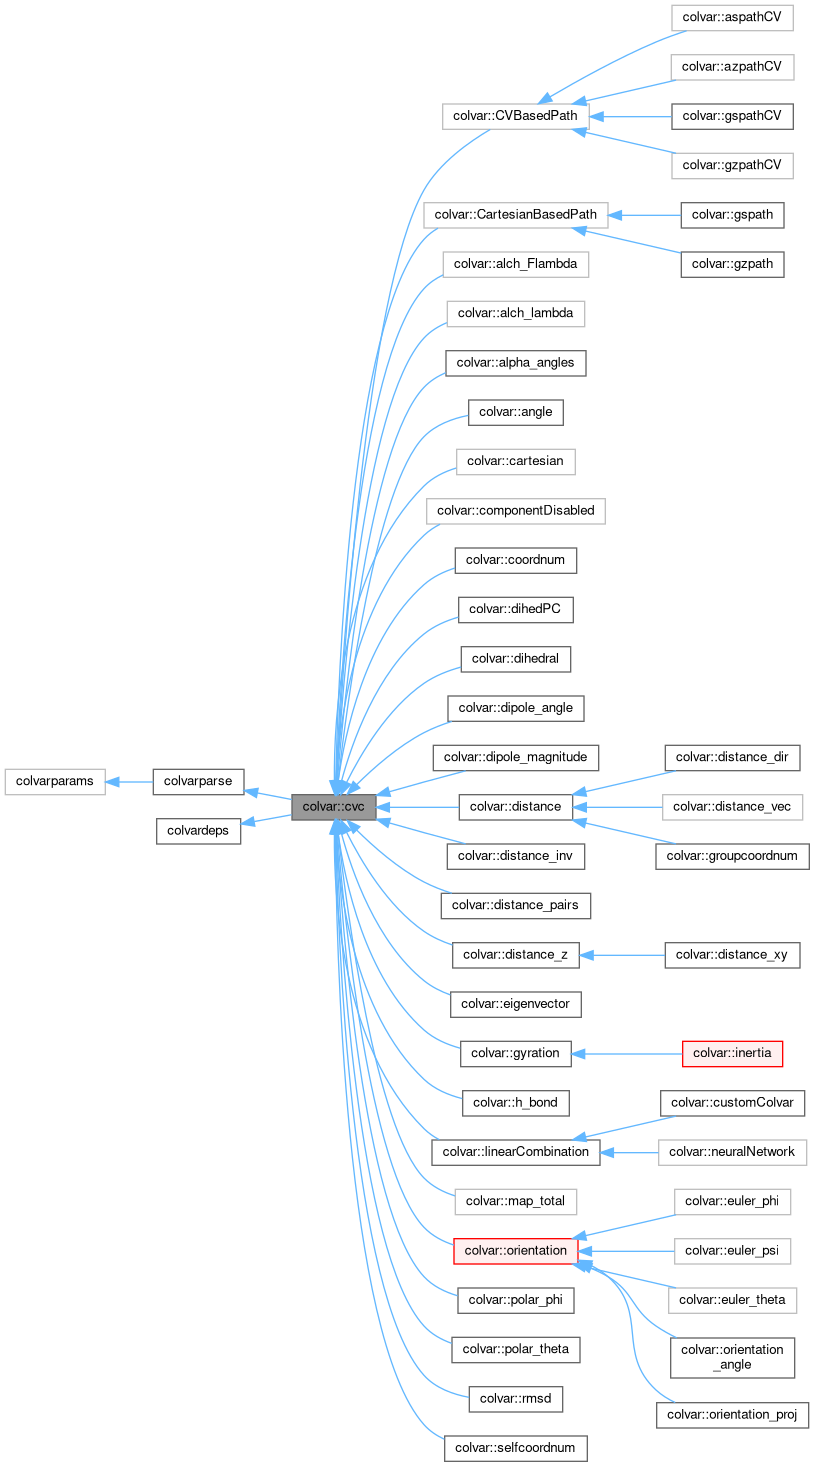 colvar::aspathCV
colvar::azpathCV
colvar::CVBasedPath
colvar::gspathCV
colvar::gzpathCV
colvar::CartesianBasedPath
colvar::gspath
colvar::gzpath
colvar::alch_Flambda
colvar::alch_lambda
colvar::alpha_angles
colvar::angle
colvar::cartesian
colvar::componentDisabled
colvar::coordnum
colvar::dihedPC
colvar::dihedral
colvar::dipole_angle
colvar::dipole_magnitude
colvar::distance_dir
colvarparams
colvarparse
colvar::cvc
colvar::distance
colvar::distance_vec
colvardeps
colvar::distance_inv
colvar::groupcoordnum
colvar::distance_pairs
colvar::distance_z
colvar::distance_xy
colvar::eigenvector
colvar::gyration
colvar::inertia
colvar::h_bond
colvar::customColvar
colvar::linearCombination
colvar::neuralNetwork
colvar::map_total
colvar::euler_phi
colvar::orientation
colvar::euler_psi
colvar::polar_phi
colvar::euler_theta
colvar::polar_theta
colvar::orientation
_angle
colvar::rmsd
colvar::orientation_proj
colvar::selfcoordnum